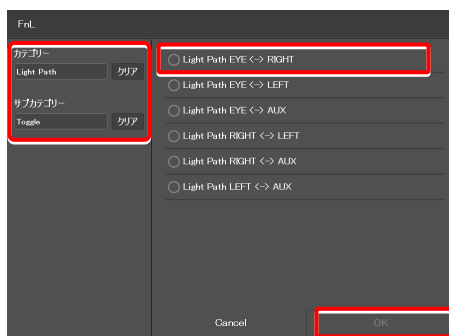 FnL
カテゴリー
Light Path クリア
サブカテゴリー
Toggle クリア
Light Path EYE <-> RIGHT
Light Path EYE <-> LEFT
Light Path EYE <-> AUX
Light Path RIGHT <-> LEFT
Light Path RIGHT <-> AUX
Light Path LEFT <-> AUX
Cancel OK